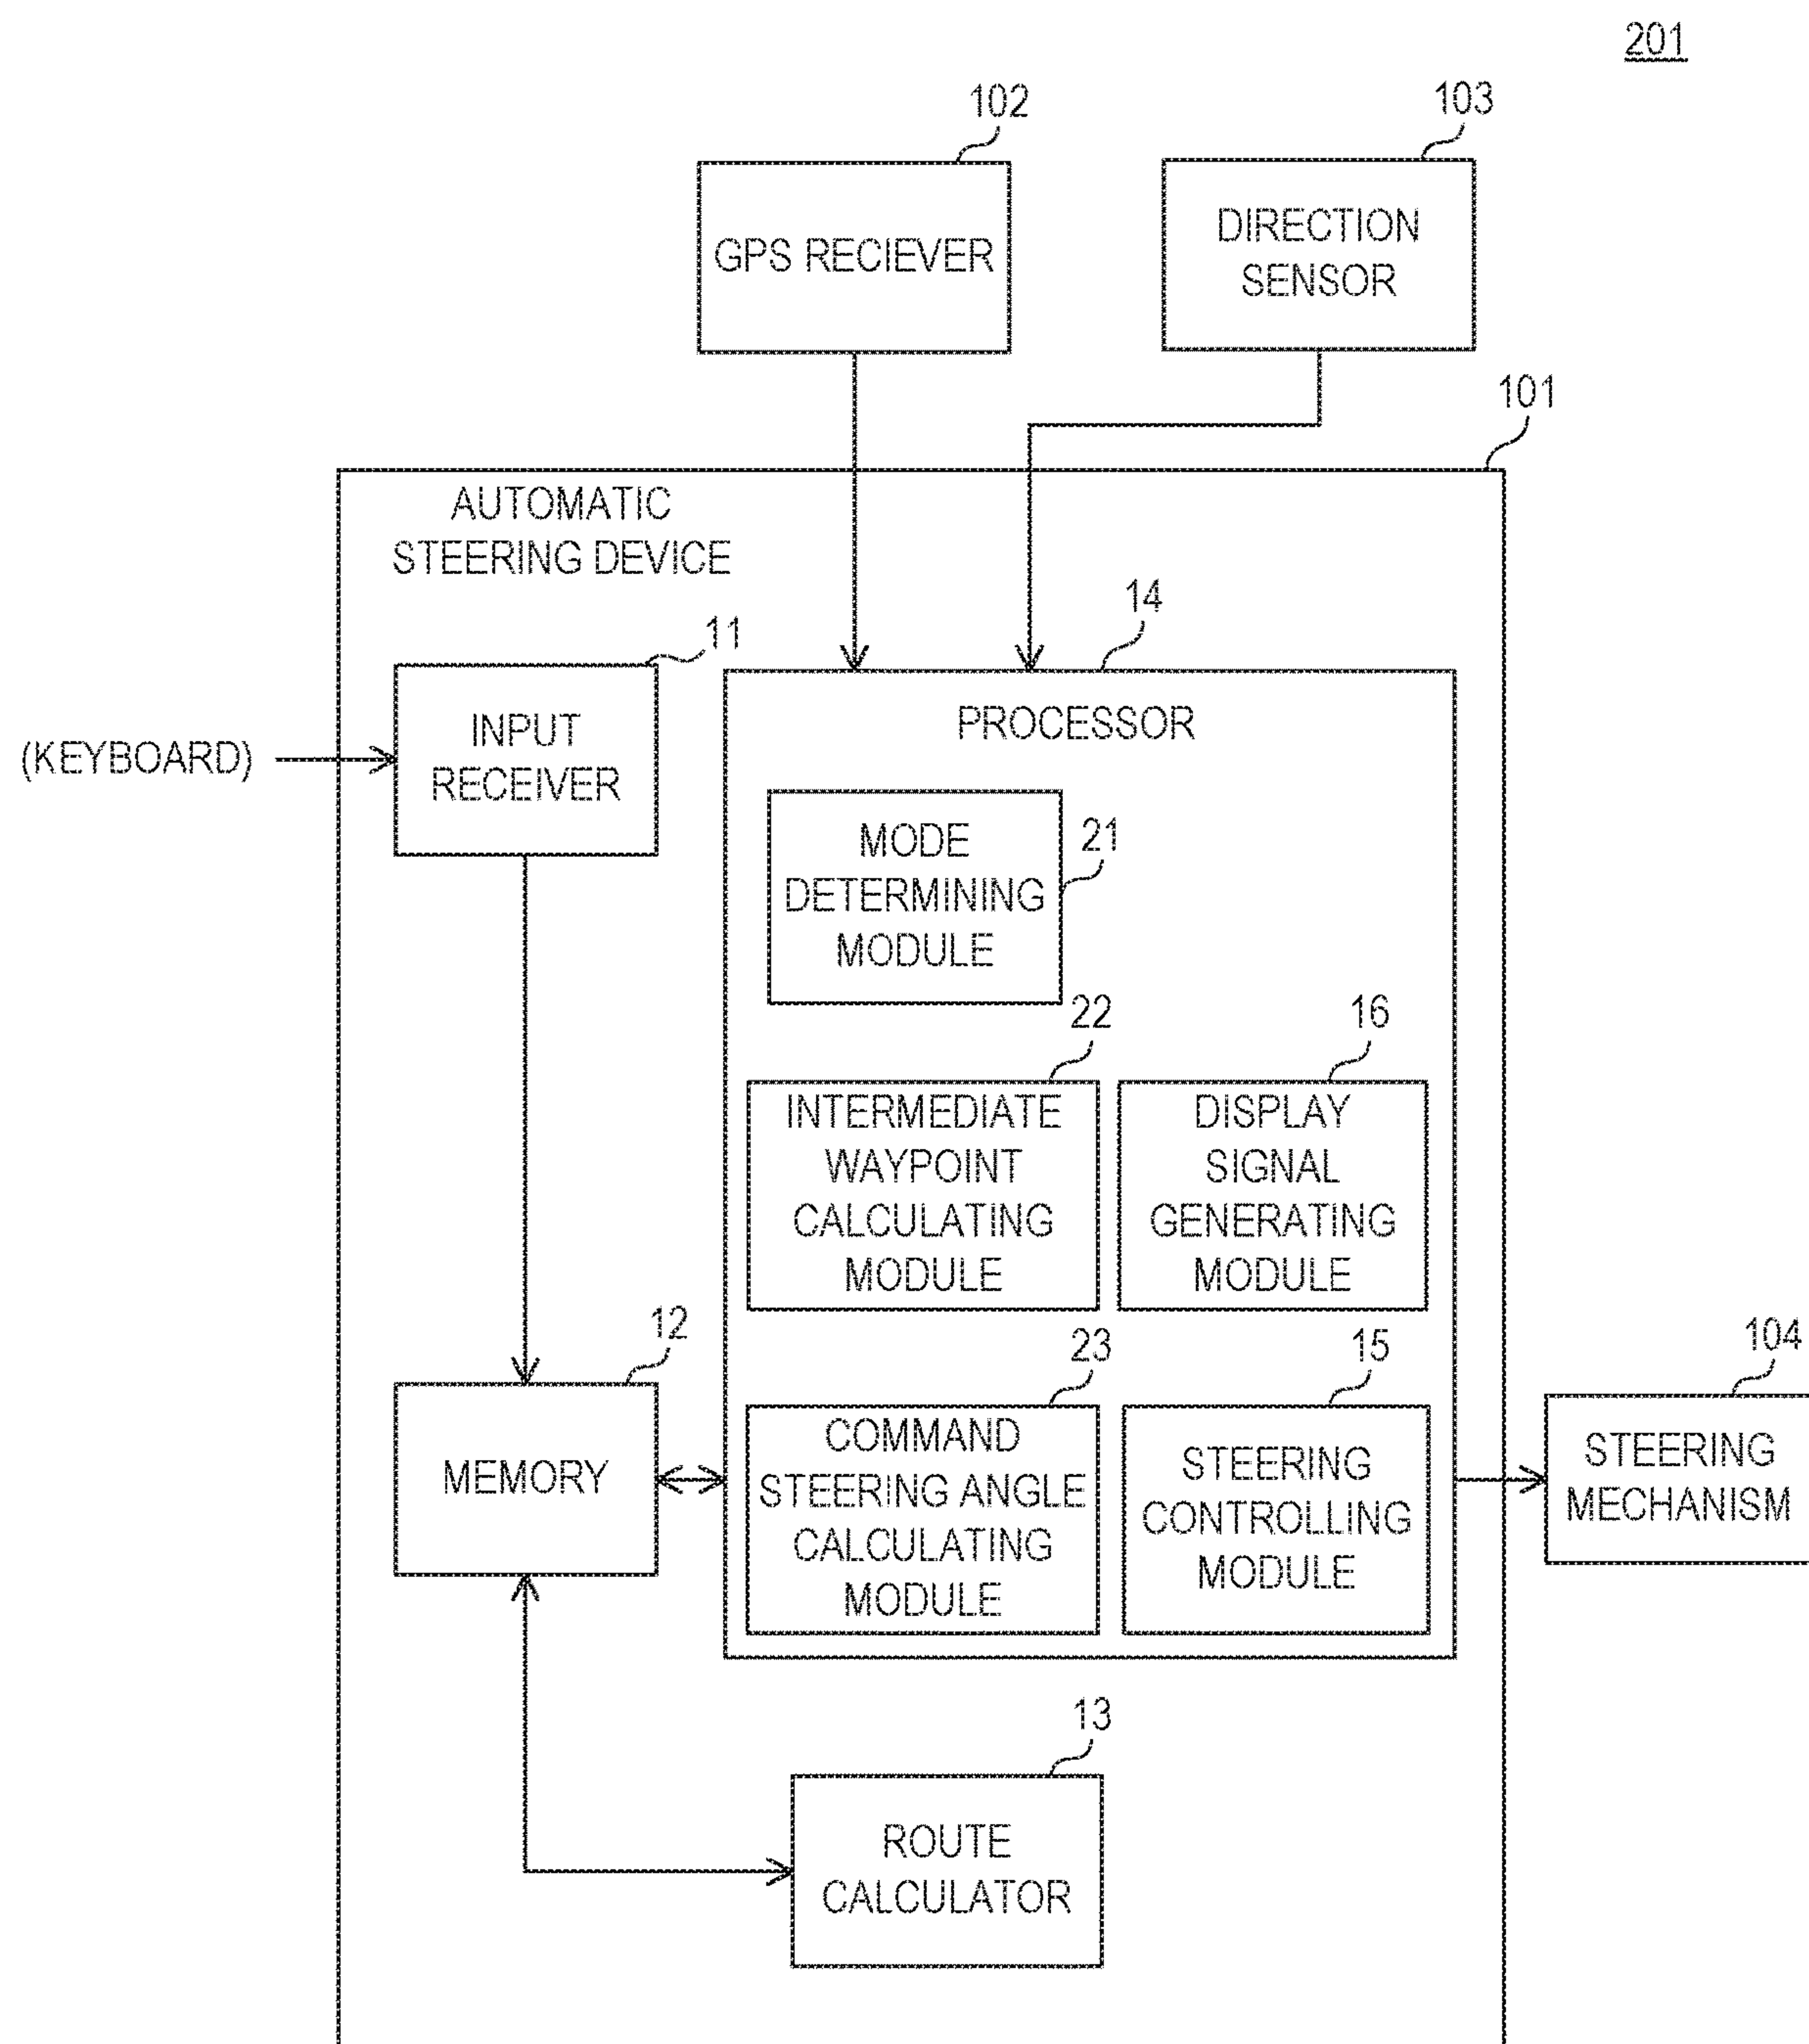 201
102
103
GPS RECIEVER
DIRECTION
SENSOR
101
AUTOMATIC
STEERING DEVICE
14
11
INPUT
RECEIVER
(KEYBOARD)
PROCESSOR
MODE
DETERMINING
MODULE
21
22
16
INTERMEDIATE
WAYPOINT
CALCULATING
MODULE
DISPLAY
SIGNAL
GENERATING
MODULE
12
23
15
104
MEMORY
COMMAND
STEERING ANGLE
CALCULATING
MODULE
STEERING
CONTROLLING
MODULE
STEERING
MECHANISM
13
ROUTE
CALCULATOR